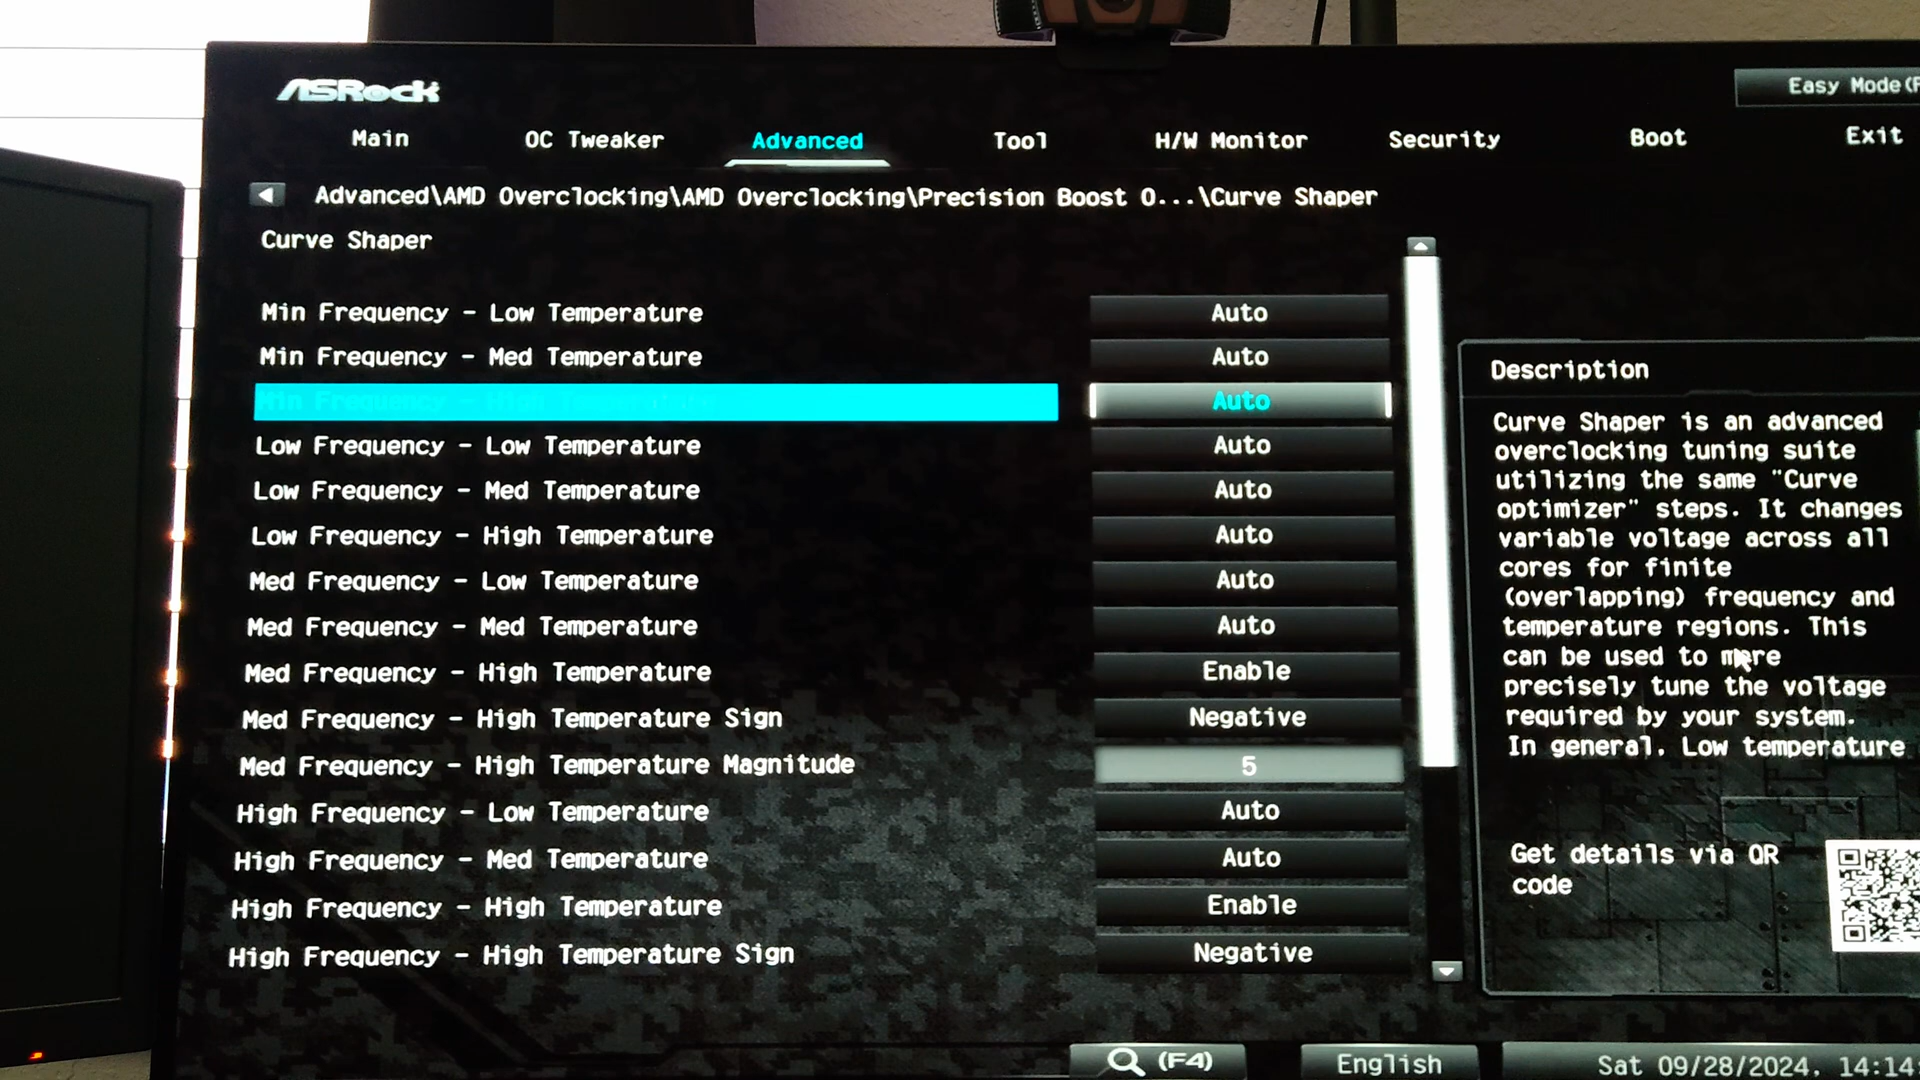 ASRock
Easy Mode(F
Main OC Tweaker Advanced Tool H/W Monitor Security Boot Exit
Advanced\AMD Overclocking\AMD Overclocking\Precision Boost O...\Curve Shaper
Curve Shaper
Min Frequency - Low Temperature Auto
Min Frequency - Med Temperature Auto
Min Frequency - High Temperature Auto
Low Frequency - Low Temperature Auto
Low Frequency - Med Temperature Auto
Low Frequency - High Temperature Auto
Med Frequency - Low Temperature Auto
Med Frequency - Med Temperature Auto
Med Frequency - High Temperature Enable
Med Frequency - High Temperature Sign Negative
Med Frequency - High Temperature Magnitude 5
High Frequency - Low Temperature Auto
High Frequency - Med Temperature Auto
High Frequency - High Temperature Enable
High Frequency - High Temperature Sign Negative
Description
Curve Shaper is an advanced
overclocking tuning suite
utilizing the same "Curve
optimizer" steps. It changes
variable voltage across all
cores for finite
(overlapping) frequency and
temperature regions. This
can be used to more
precisely tune the voltage
required by your system.
In general, Low temperature
Get details via QR
code
(F4) English Sat 09/28/2024, 14:14: